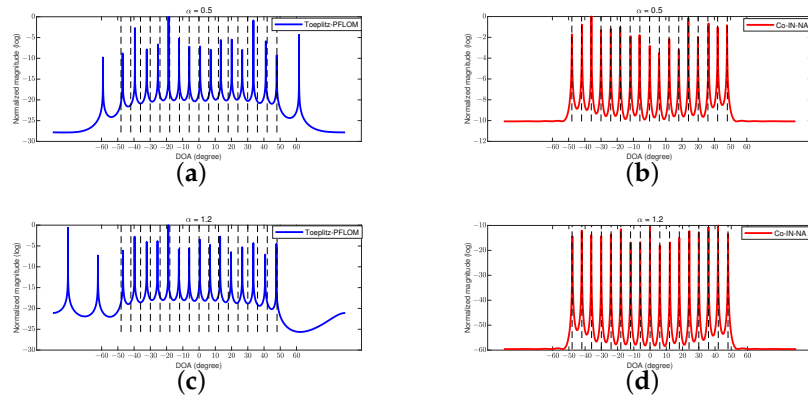 α = 0.5
Toeplitz-PFLOM
Normalized magnitude (log)
0
−5
−10
−15
−20
−25
−30
−60 −50 −40 −30 −20 −10 0 10 20 30 40 50 60
DOA (degree)
(a)
α = 0.5
Co-IN-NA
Normalized magnitude (log)
0
−2
−4
−6
−8
−10
−12
−60 −50 −40 −30 −20 −10 0 10 20 30 40 50 60
DOA (degree)
(b)
α = 1.2
Toeplitz-PFLOM
Normalized magnitude (log)
0
−5
−10
−15
−20
−25
−30
−60 −50 −40 −30 −20 −10 0 10 20 30 40 50 60
DOA (degree)
(c)
α = 1.2
Co-IN-NA
Normalized magnitude (log)
−10
−20
−30
−40
−50
−60
−60 −50 −40 −30 −20 −10 0 10 20 30 40 50 60
DOA (degree)
(d)